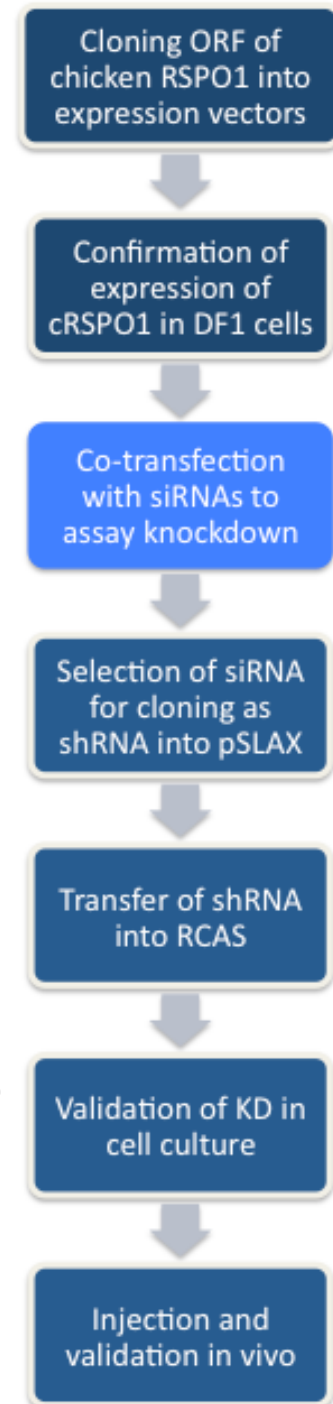 Cloning ORF of
chicken RSPO1 into
expression vectors
Confirmation of
expression of
cRSPO1 in DF1 cells
Co-transfection
with siRNAs to
assay knockdown
Selection of siRNA
for cloning as
shRNA into pSLAX
Transfer of shRNA
into RCAS
Validation of KD in
cell culture
Injection and
validation in vivo